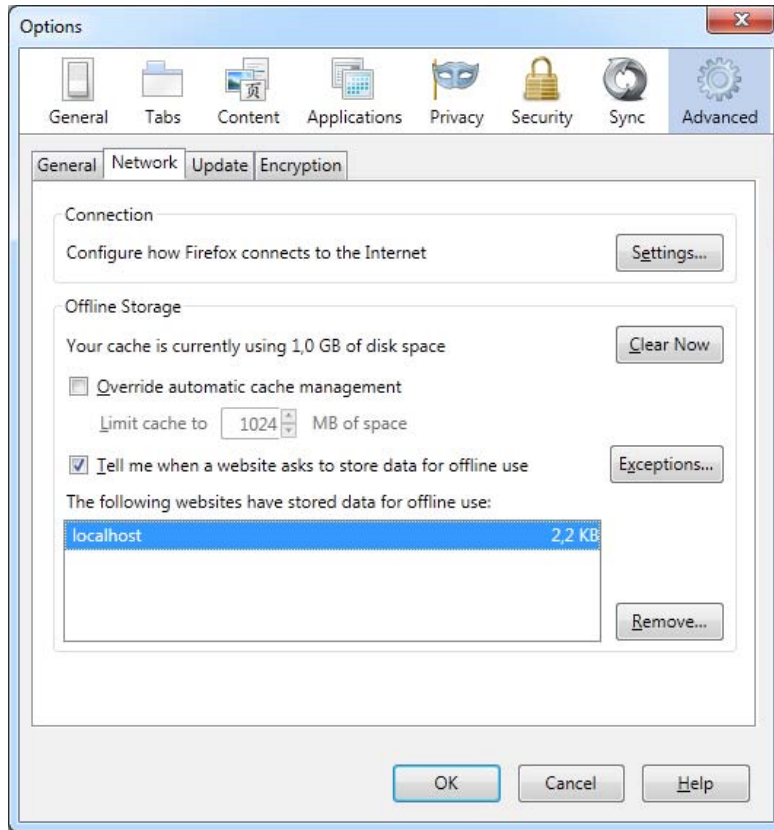 Options
General Tabs Content Applications Privacy Security Sync Advanced
General Network Update Encryption
Connection
Configure how Firefox connects to the Internet Settings...
Offline Storage
Your cache is currently using 1,0 GB of disk space Clear Now
Override automatic cache management
Limit cache to 1024 MB of space
Tell me when a website asks to store data for offline use Exceptions...
The following websites have stored data for offline use:
localhost 2,2 KB
Remove...
OK Cancel Help